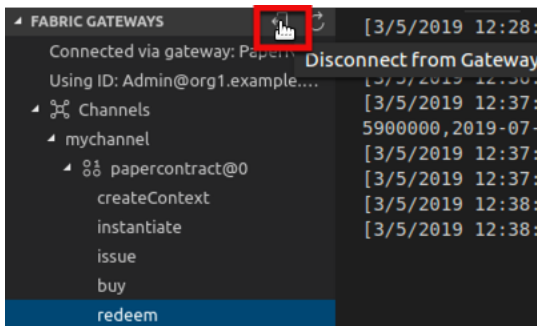 FABRIC GATEWAYS
Connected via gateway:
Using ID: Admin@org1.example....
Channels
mychannel
papercontract@0
createContext
instantiate
issue
buy
redeem
[3/5/2019 12:28:
Disconnect from Gateway
[3/5/2019 12:37:
5900000,2019-07-
[3/5/2019 12:37:
[3/5/2019 12:37:
[3/5/2019 12:38:
[3/5/2019 12:38: